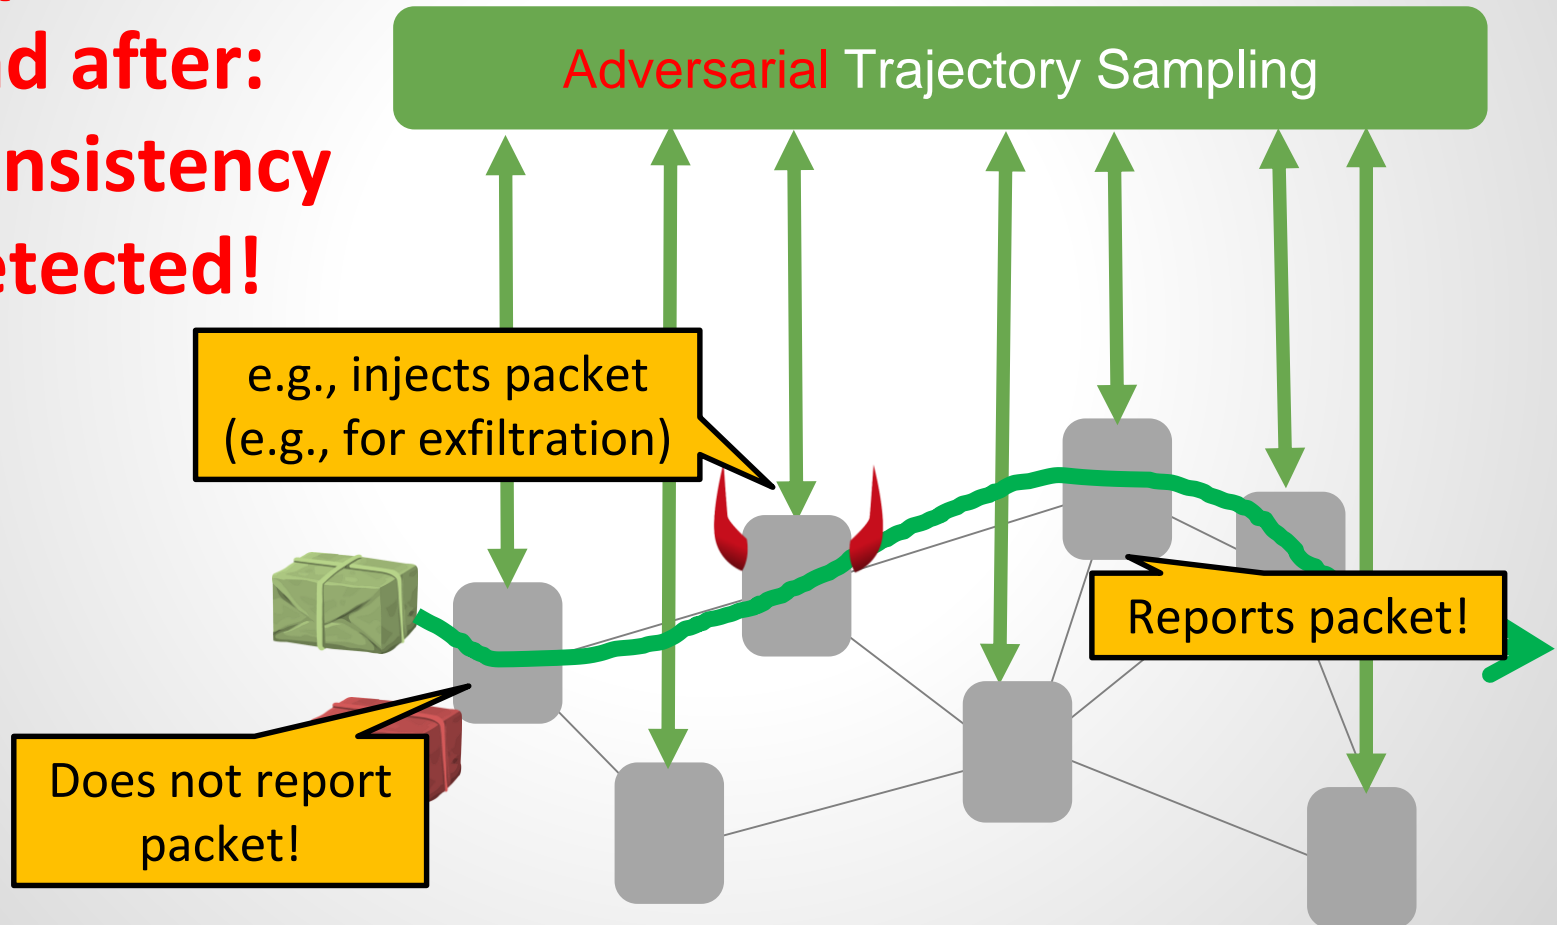 d after:
nsistency
etected!
Adversarial Trajectory Sampling
e.g., injects packet
(e.g., for exfiltration)
Reports packet!
Does not report
packet!